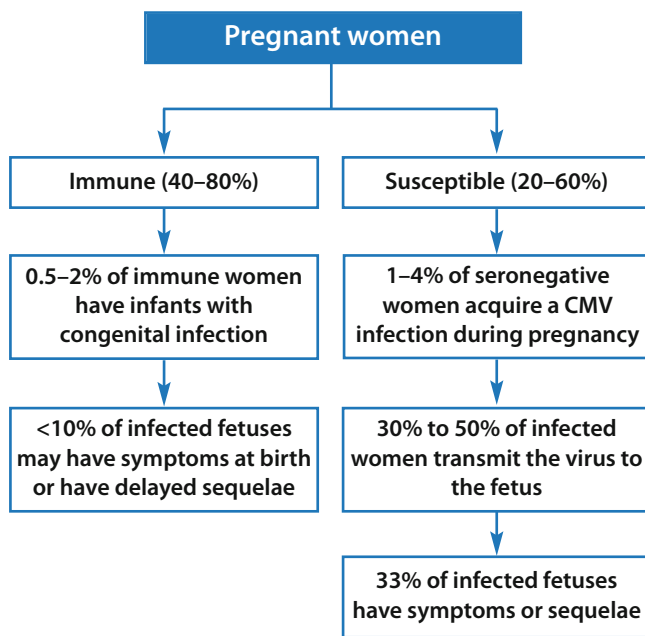 Pregnant women
Immune (40–80%)
Susceptible (20–60%)
0.5–2% of immune women
have infants with
congenital infection
1–4% of seronegative
women acquire a CMV
infection during pregnancy
<10% of infected fetuses
may have symptoms at birth
or have delayed sequelae
30% to 50% of infected
women transmit the virus to
the fetus
33% of infected fetuses
have symptoms or sequelae